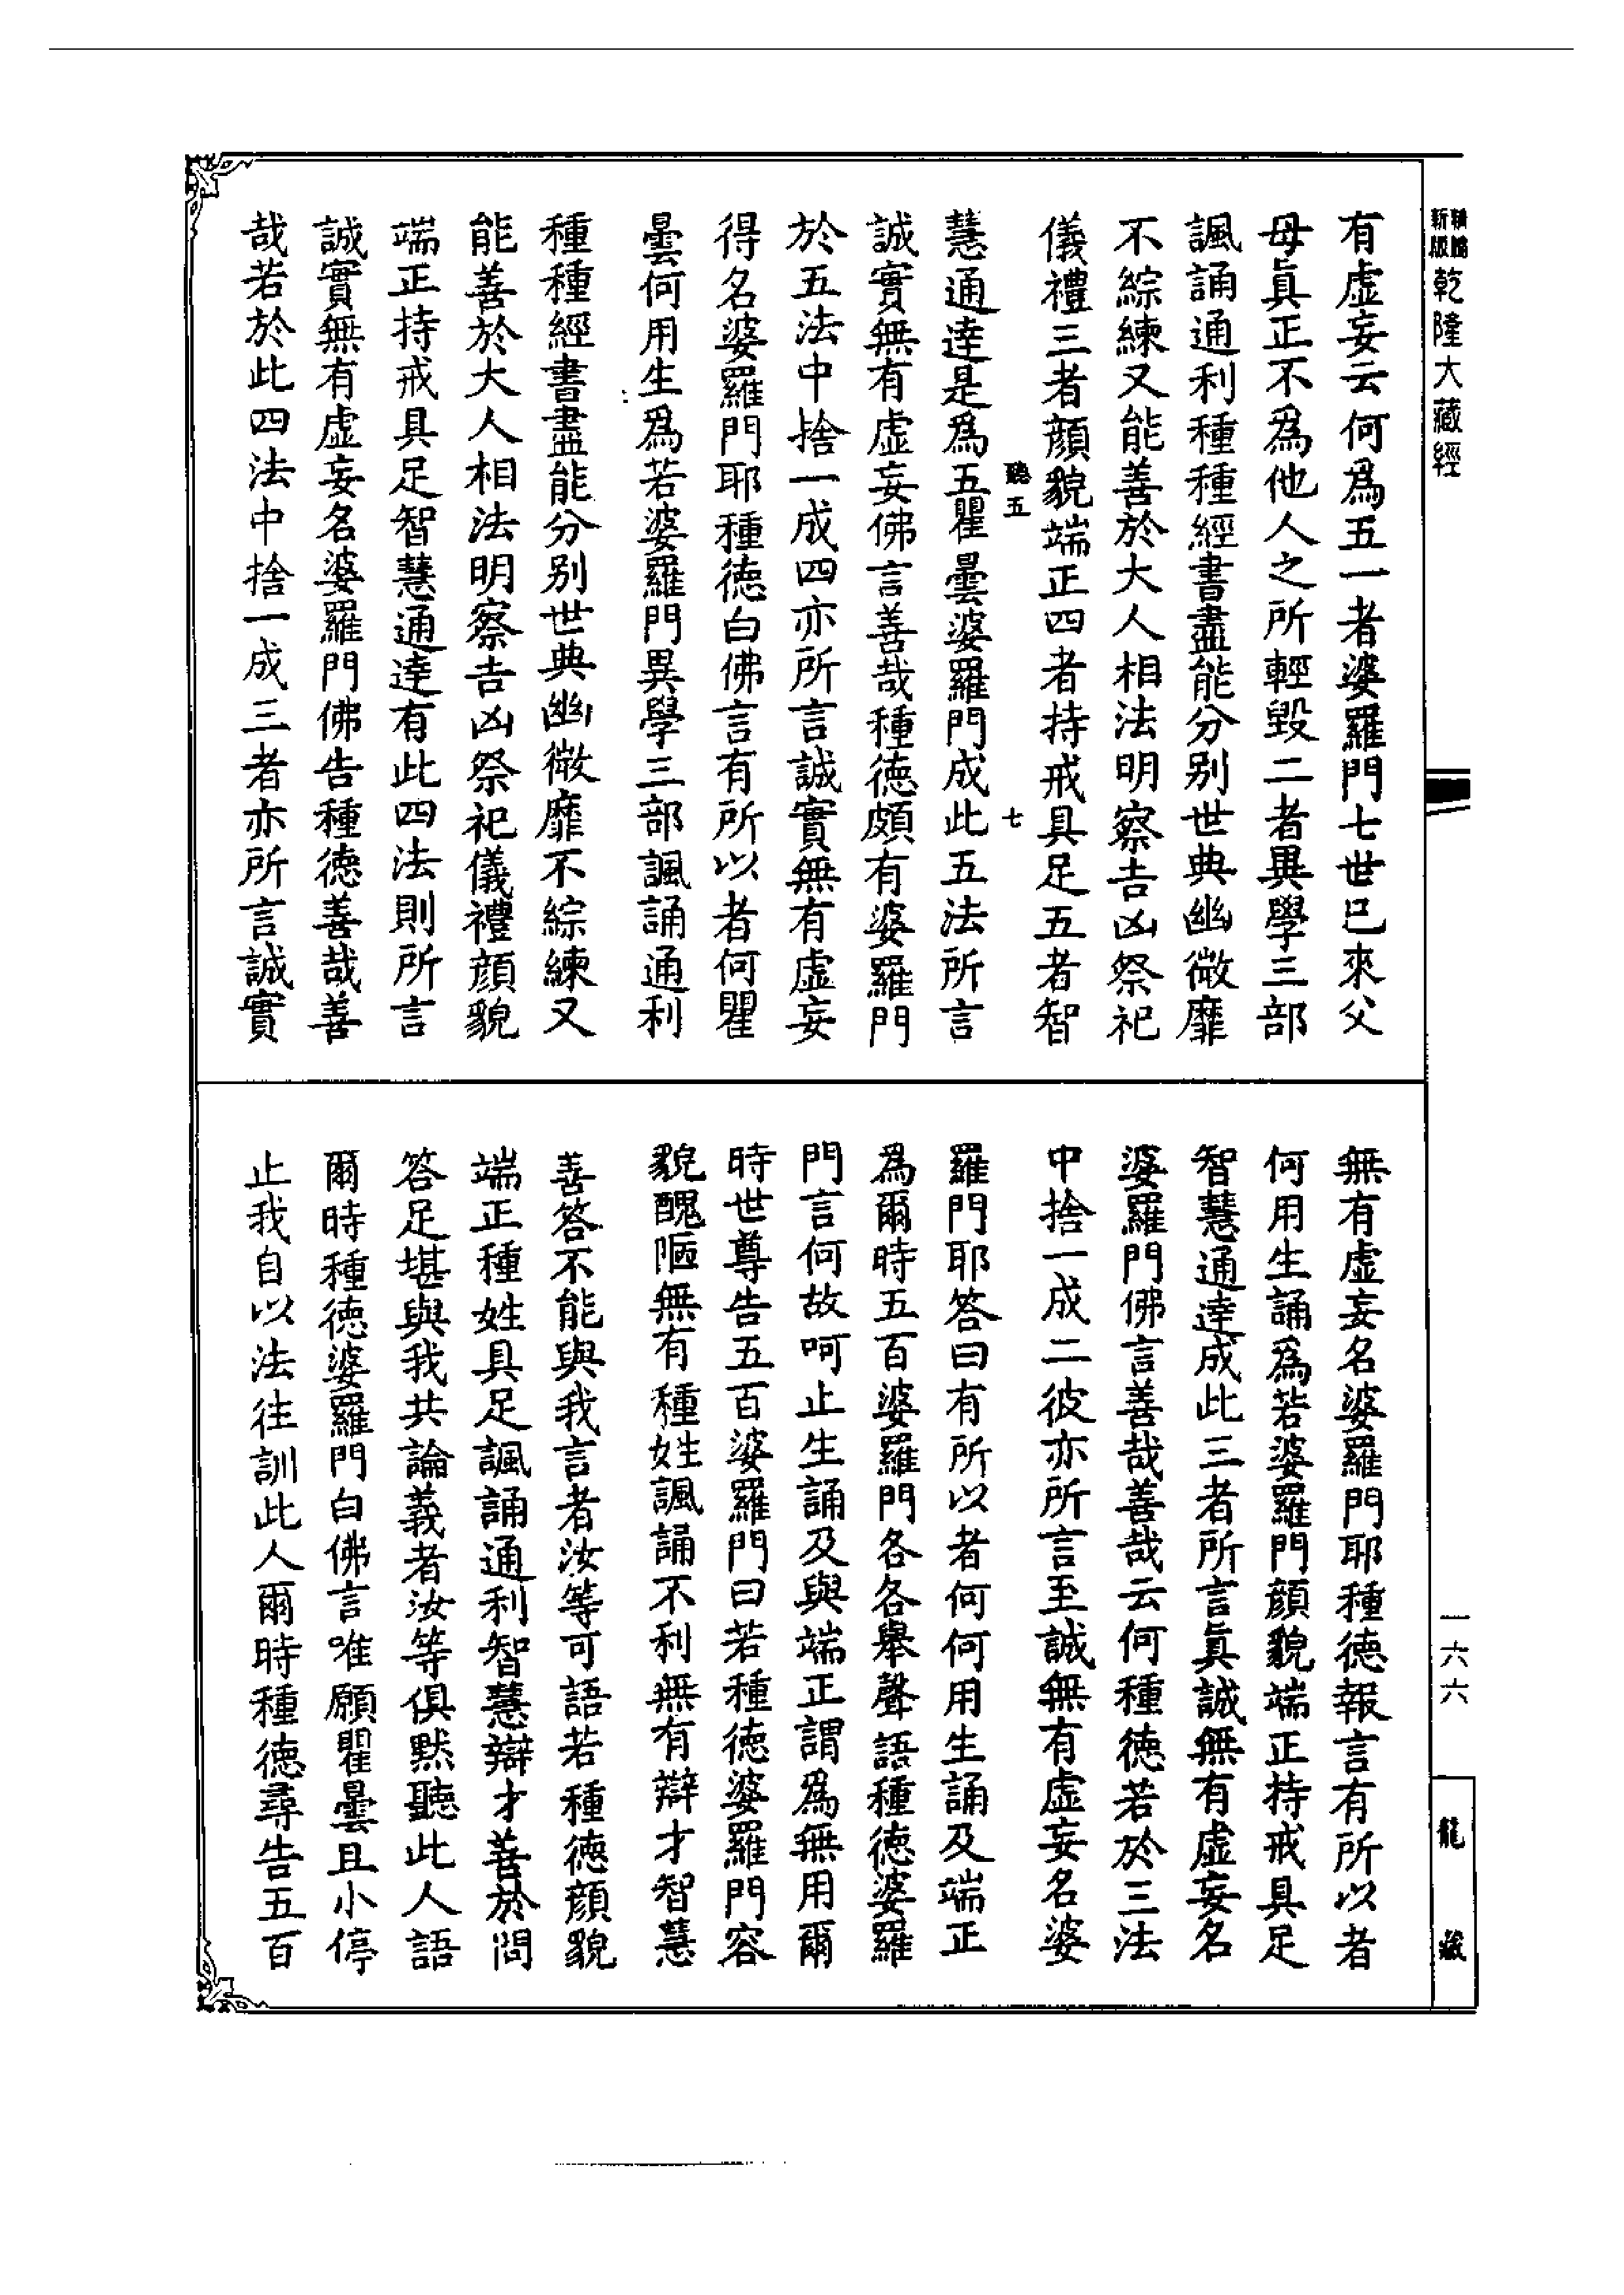 新版
精縮
乾隆大藏經
一六六
龍藏
有虛妄云何爲五一者婆羅門七世已來父
母眞正不爲他人之所輕毀二者異學三部
諷誦通利種種經書盡能分別世典幽微靡
不綜練又能善於大人相法明察吉凶祭祀
儀禮三者顏貌端正四者持戒具足五者智
聽五 七
慧通達是爲五瞿曇婆羅門成此五法所言
誠實無有虛妄佛言善哉種德頗有婆羅門
於五法中捨一成四亦所言誠實無有虛妄
得名婆羅門耶種德白佛言有所以者何瞿
曇何用生爲若婆羅門異學三部諷誦通利
種種經書盡能分別世典幽微靡不綜練又
能善於大人相法明察吉凶祭祀儀禮顏貌
端正持戒具足智慧通達有此四法則所言
誠實無有虛妄名婆羅門佛告種德善哉善
哉若於此四法中捨一成三者亦所言誠實
無有虛妄名婆羅門耶種德報言有所以者
何用生誦爲若婆羅門顏貌端正持戒具足
智慧通達成此三者所言眞誠無有虛妄名
婆羅門佛言善哉善哉云何種德若於三法
中捨一成二彼亦所言至誠無有虛妄名婆
羅門耶答曰有所以者何何用生誦及端正
爲爾時五百婆羅門各各舉聲語種德婆羅
門言何故呵止生誦及與端正謂爲無用爾
時世尊告五百婆羅門曰若種德婆羅門容
貌醜陋無有種姓諷誦不利無有辯才智慧
善答不能與我言者汝等可語若種德顏貌
端正種姓具足諷誦通利智慧辯才善於問
答足堪與我共論義者汝等俱默聽此人語
爾時種德婆羅門白佛言唯願瞿曇且小停
止我自以法往訓此人爾時種德尋告五百